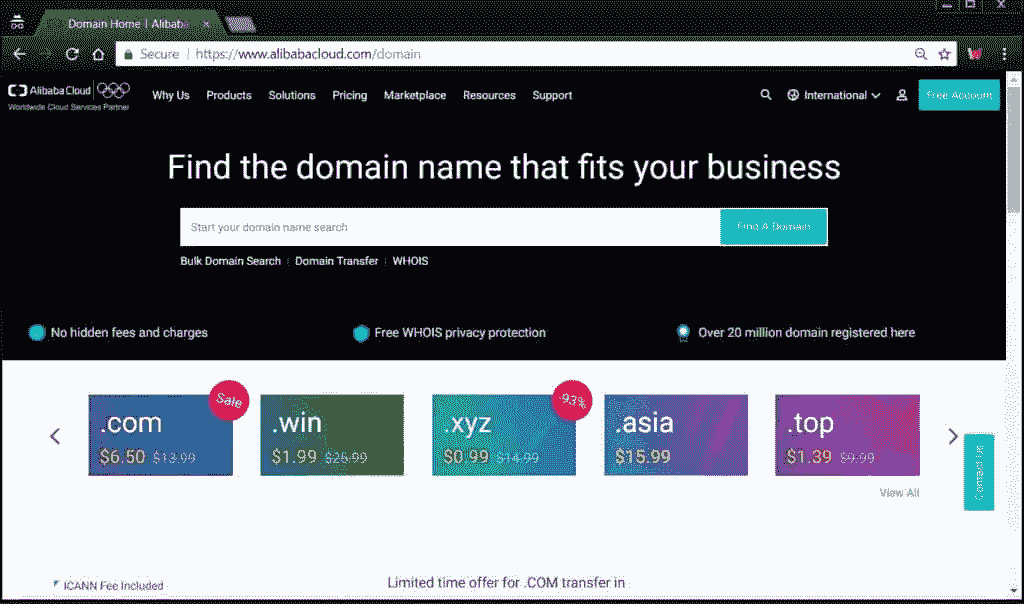 Domain Home | Alibaba
Secure | https://www.alibabacloud.com/domain
Alibaba Cloud
Worldwide Cloud Services Partner
Why Us Products Solutions Pricing Marketplace Resources Support International Free Account
Find the domain name that fits your business
Start your domain name search Find A Domain
Bulk Domain Search | Domain Transfer | WHOIS
No hidden fees and charges Free WHOIS privacy protection Over 20 million domain registered here
Sale -93%
.com .win .xyz .asia .top
$6.50 $13.99 $1.99 $25.99 $0.99 $14.99 $15.99 $1.39 $9.99
Contact Us
View All
* ICANN Fee Included
Limited time offer for .COM transfer in